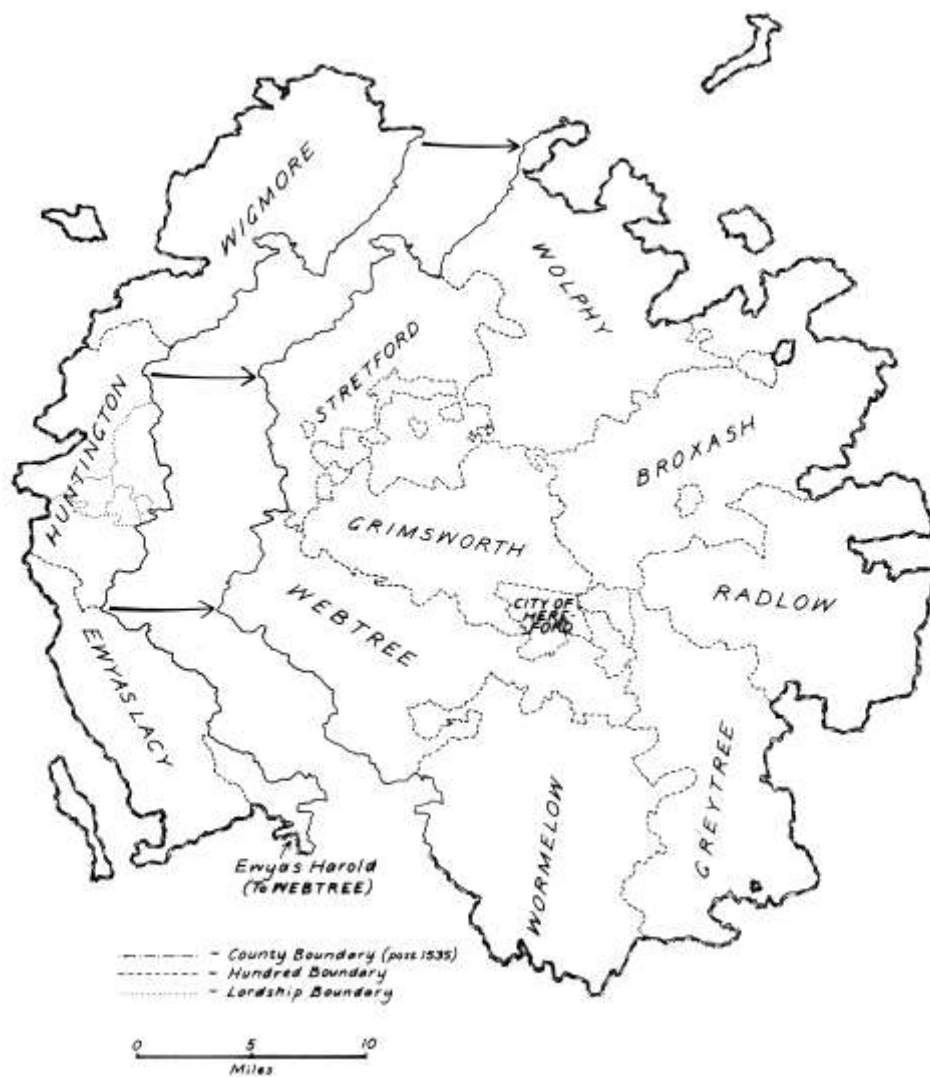 WIGMORE
WOLPHY
STRETFORD
HUNTINGTON
BROXASH
GRIMSWORTH
WEBTREE
CITY OF
HERE
FORD
RADLOW
EWYAS LACY
GREYTREE
WORMELOW
Ewyas Harold
(To WEBTREE)
- County Boundary (post 1535)
- Hundred Boundary
- Lordship Boundary
0 5 10
Miles